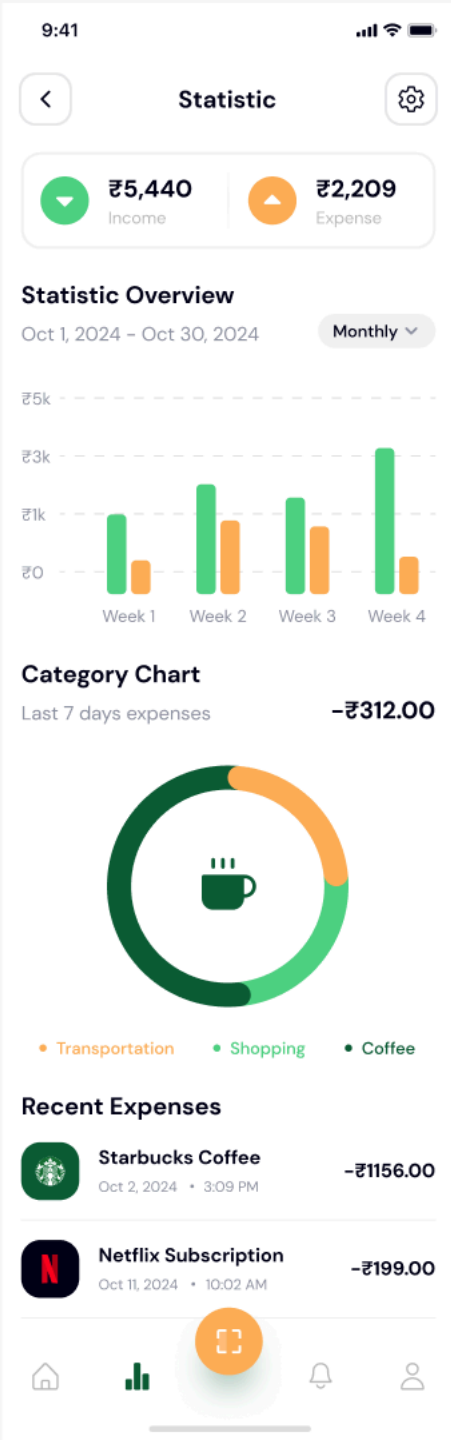 9:41
Statistic
₹5,440
Income
₹2,209
Expense
Statistic Overview
Oct 1, 2024 - Oct 30, 2024
Monthly
₹5k
₹3k
₹1k
₹0
Week 1 Week 2 Week 3 Week 4
Category Chart
Last 7 days expenses
-₹312.00
• Transportation • Shopping • Coffee
Recent Expenses
Starbucks Coffee
Oct 2, 2024 • 3:09 PM
-₹1156.00
N
Netflix Subscription
Oct 11, 2024 • 10:02 AM
-₹199.00